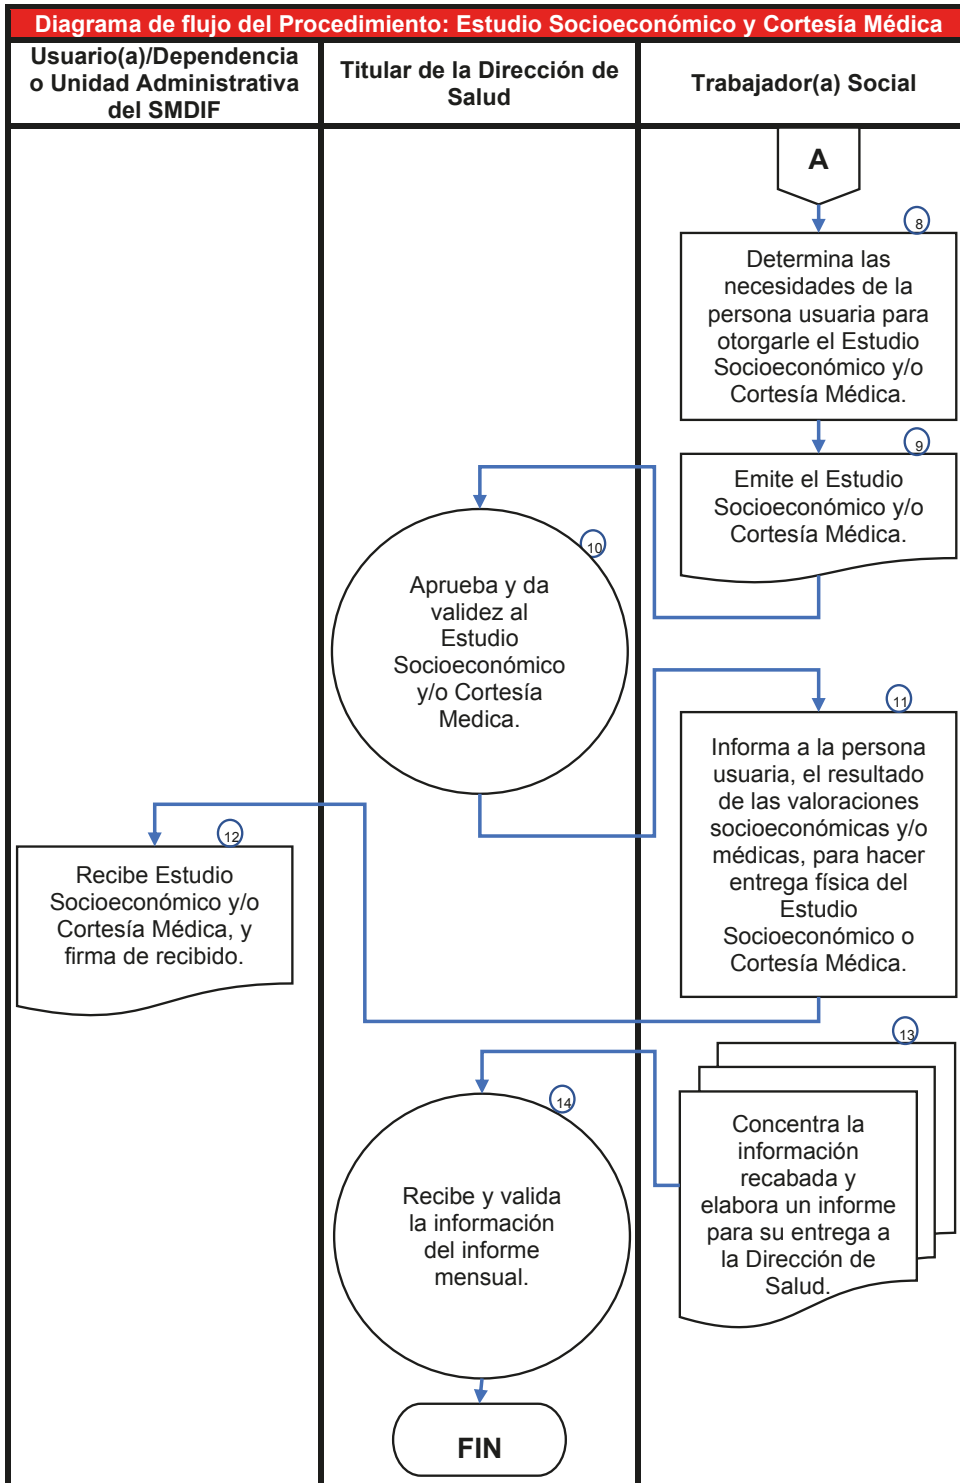 Diagrama de flujo del Procedimiento: Estudio Socioeconómico y Cortesía Médica
Usuario(a)/Dependencia
o Unidad Administrativa
del SMDIF
Titular de la Dirección de
Salud
Trabajador(a) Social
A
8
Determina las
necesidades de la
persona usuaria para
otorgarle el Estudio
Socioeconómico y/o
Cortesía Médica.
9
Emite el Estudio
Socioeconómico y/o
Cortesía Médica.
10
Aprueba y da
validez al
Estudio
Socioeconómico
y/o Cortesía
Medica.
11
Informa a la persona
usuaria, el resultado
de las valoraciones
socioeconómicas y/o
médicas, para hacer
entrega física del
Estudio
Socioeconómico o
Cortesía Médica.
12
Recibe Estudio
Socioeconómico y/o
Cortesía Médica, y
firma de recibido.
13
Concentra la
información
recabada y
elabora un informe
para su entrega a
la Dirección de
Salud.
14
Recibe y valida
la información
del informe
mensual.
FIN